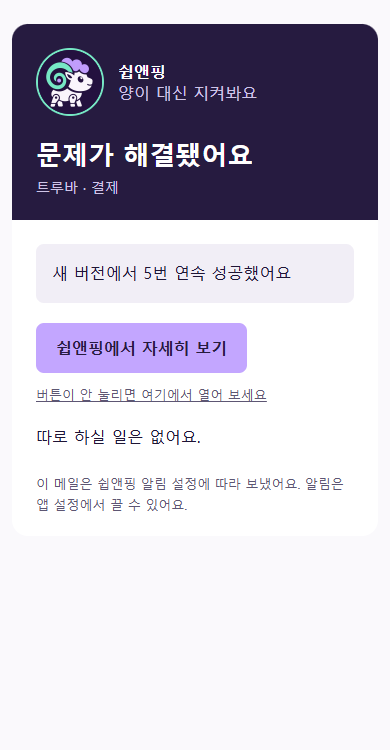 쉽앤핑
양이 대신 지켜봐요
문제가 해결됐어요
트루바 · 결제
새 버전에서 5번 연속 성공했어요
쉽앤핑에서 자세히 보기
버튼이 안 눌리면 여기에서 열어 보세요
따로 하실 일은 없어요.
이 메일은 쉽앤핑 알림 설정에 따라 보냈어요. 알림은
앱 설정에서 끌 수 있어요.